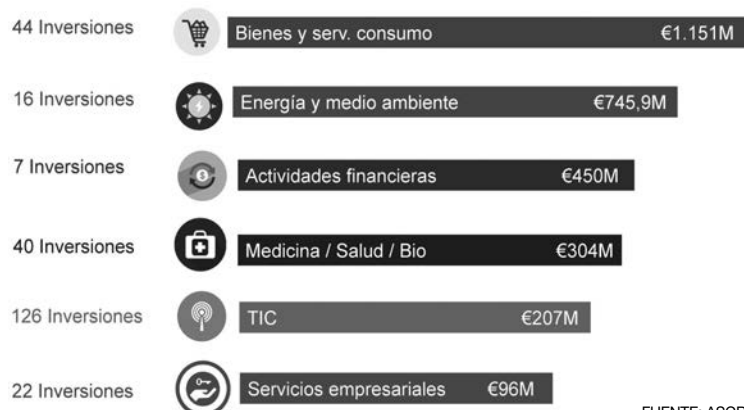 44 Inversiones Bienes y serv. consumo €1.151M
16 Inversiones Energía y medio ambiente €745,9M
7 Inversiones Actividades financieras €450M
40 Inversiones Medicina / Salud / Bio €304M
126 Inversiones TIC €207M
22 Inversiones Servicios empresariales €96M
FUENTE: